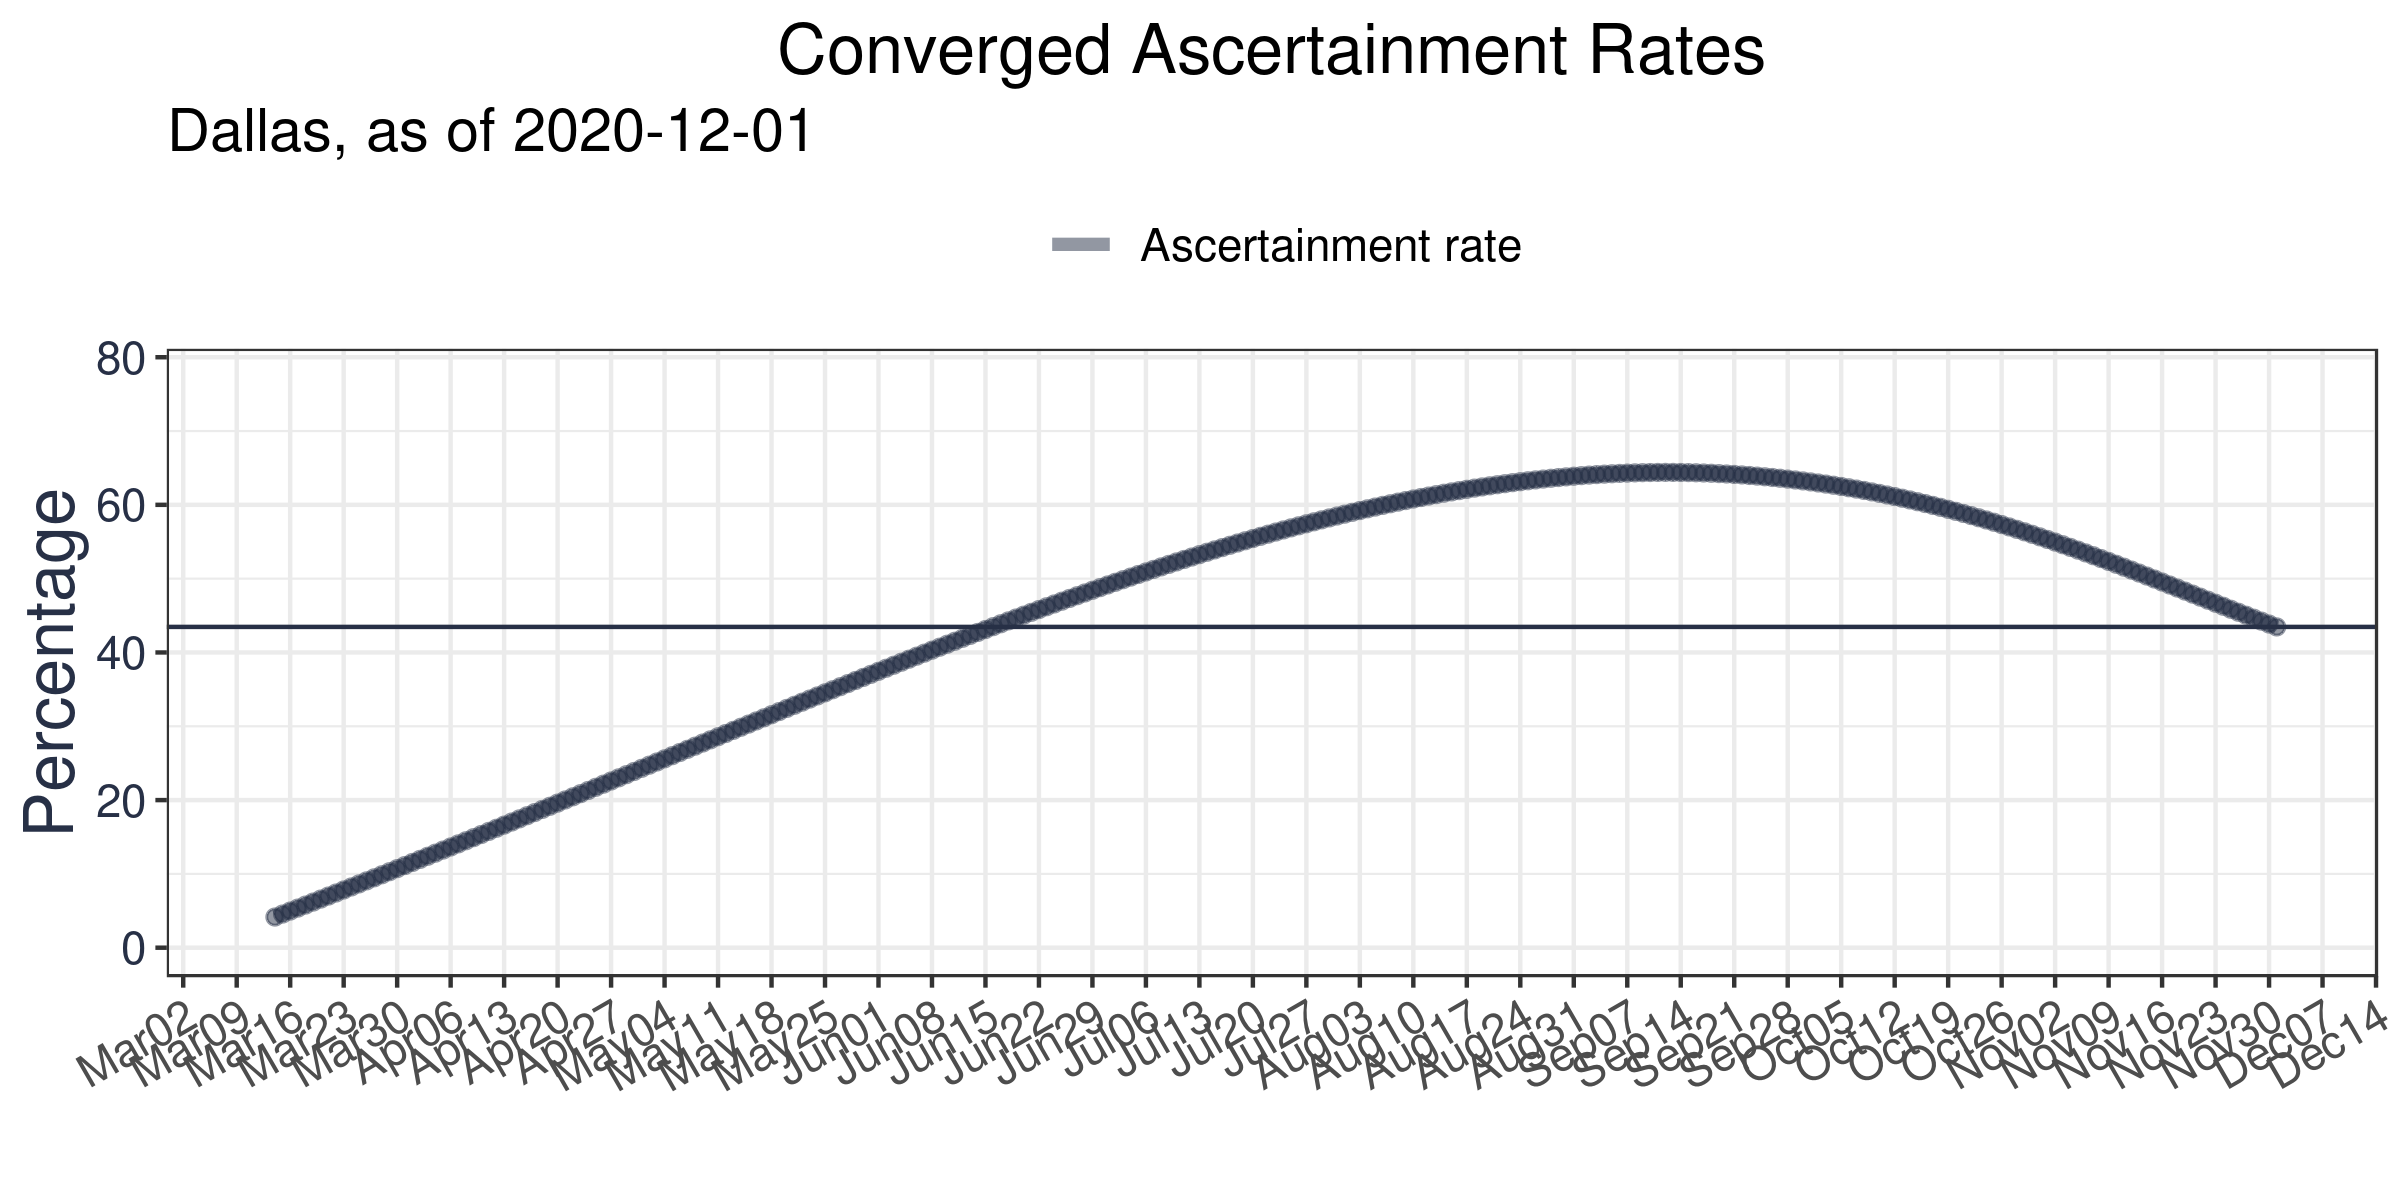 Converged Ascertainment Rates
Dallas, as of 2020-12-01
Ascertainment rate
Percentage
80
60
40
20
0
Mar02
Mar09
Mar16
Mar23
Mar30
Apr06
Apr13
Apr20
Apr27
May04
May11
May18
May25
Jun01
Jun08
Jun15
Jun22
Jun29
Jul06
Jul13
Jul20
Jul27
Aug03
Aug10
Aug17
Aug24
Aug31
Sep07
Sep14
Sep21
Sep28
Oct05
Oct12
Oct19
Oct26
Nov02
Nov09
Nov16
Nov23
Nov30
Dec07
Dec14